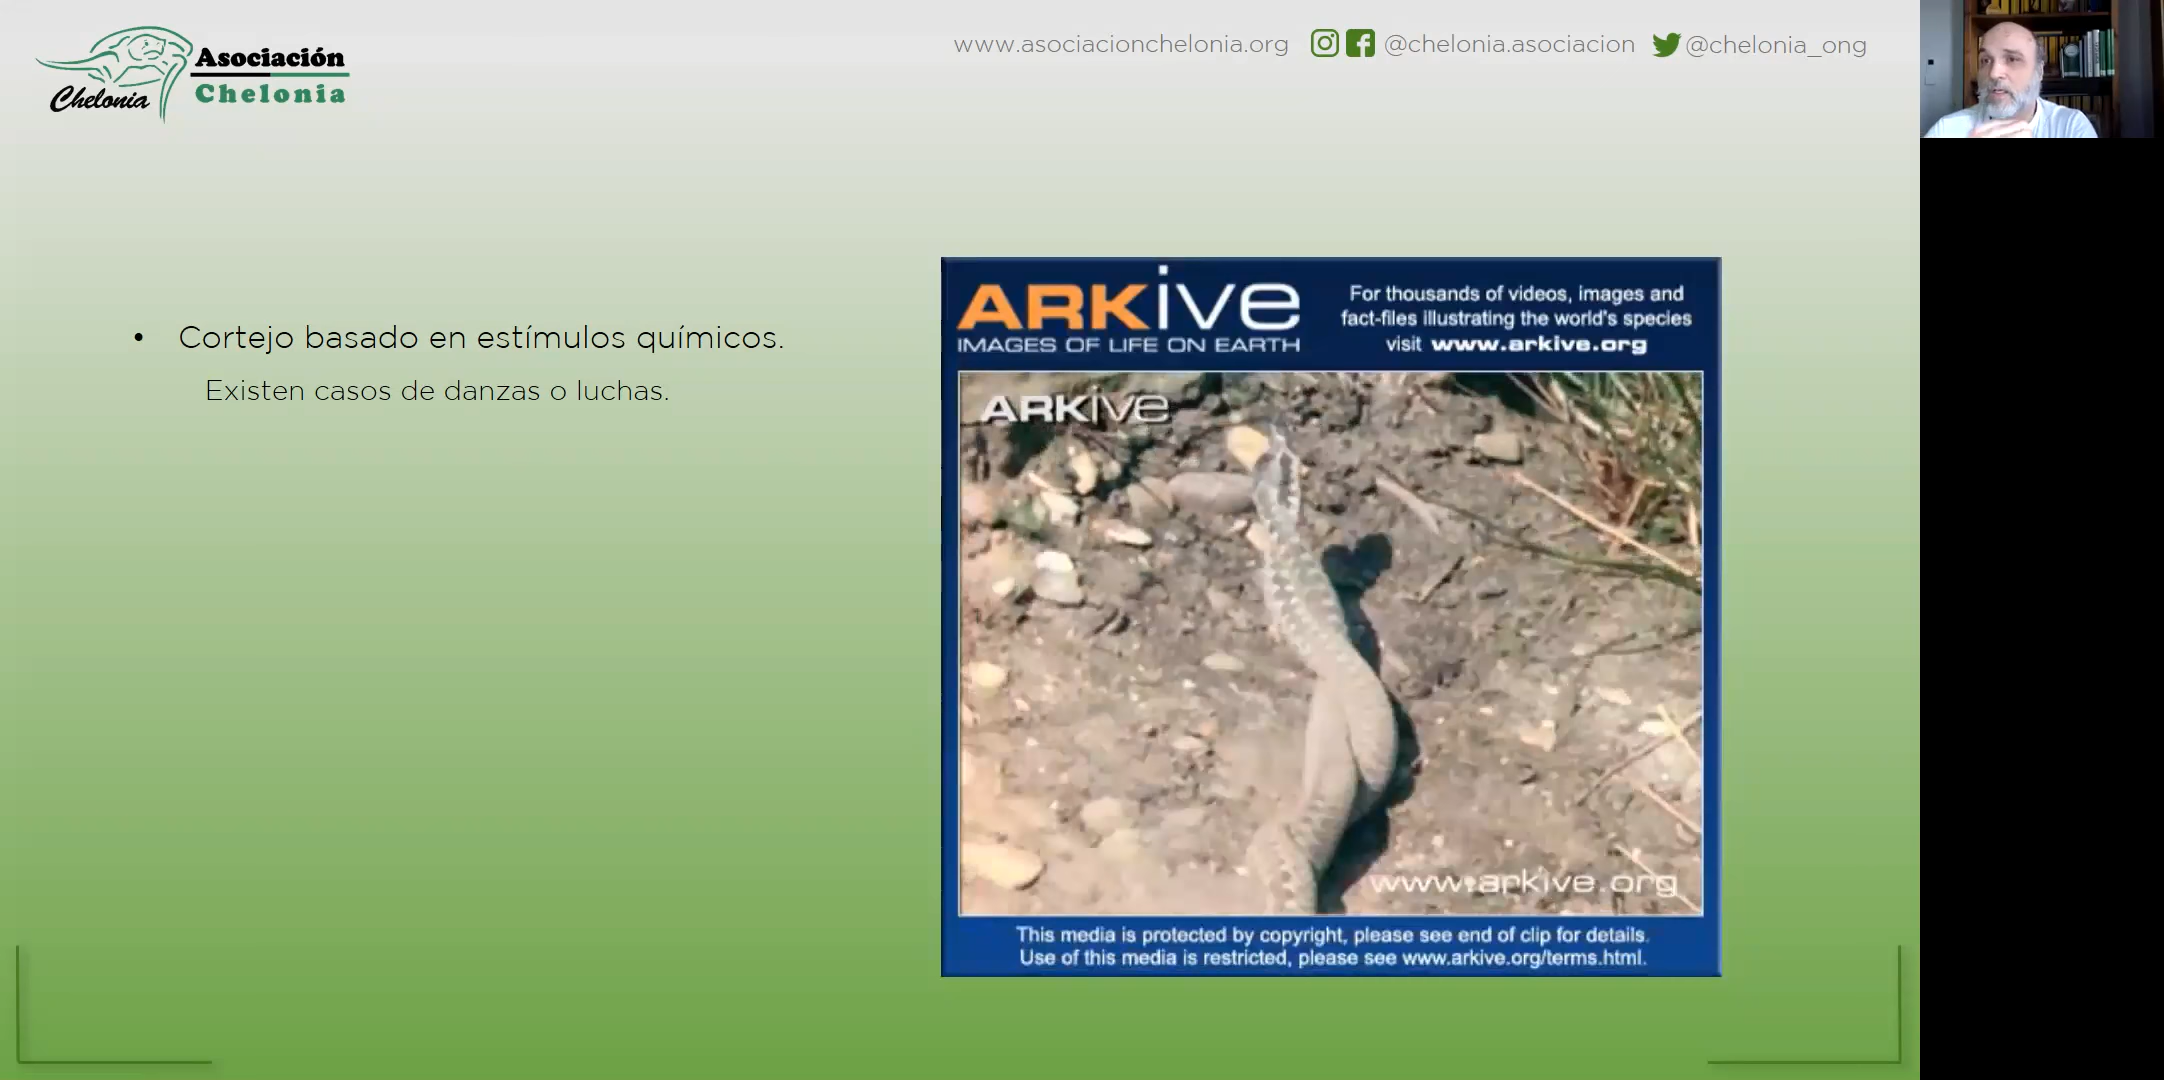 Chelonia
Asociación
Chelonia
www.asociacionchelonia.org @chelonia.asociacion @chelonia_ong
• Cortejo basado en estímulos químicos.
Existen casos de danzas o luchas.
ARKive
IMAGES OF LIFE ON EARTH
For thousands of videos, images and
fact-files illustrating the world's species
visit www.arkive.org
ARKive
www.arkive.org
This media is protected by copyright, please see end of clip for details.
Use of this media is restricted, please see www.arkive.org/terms.html.